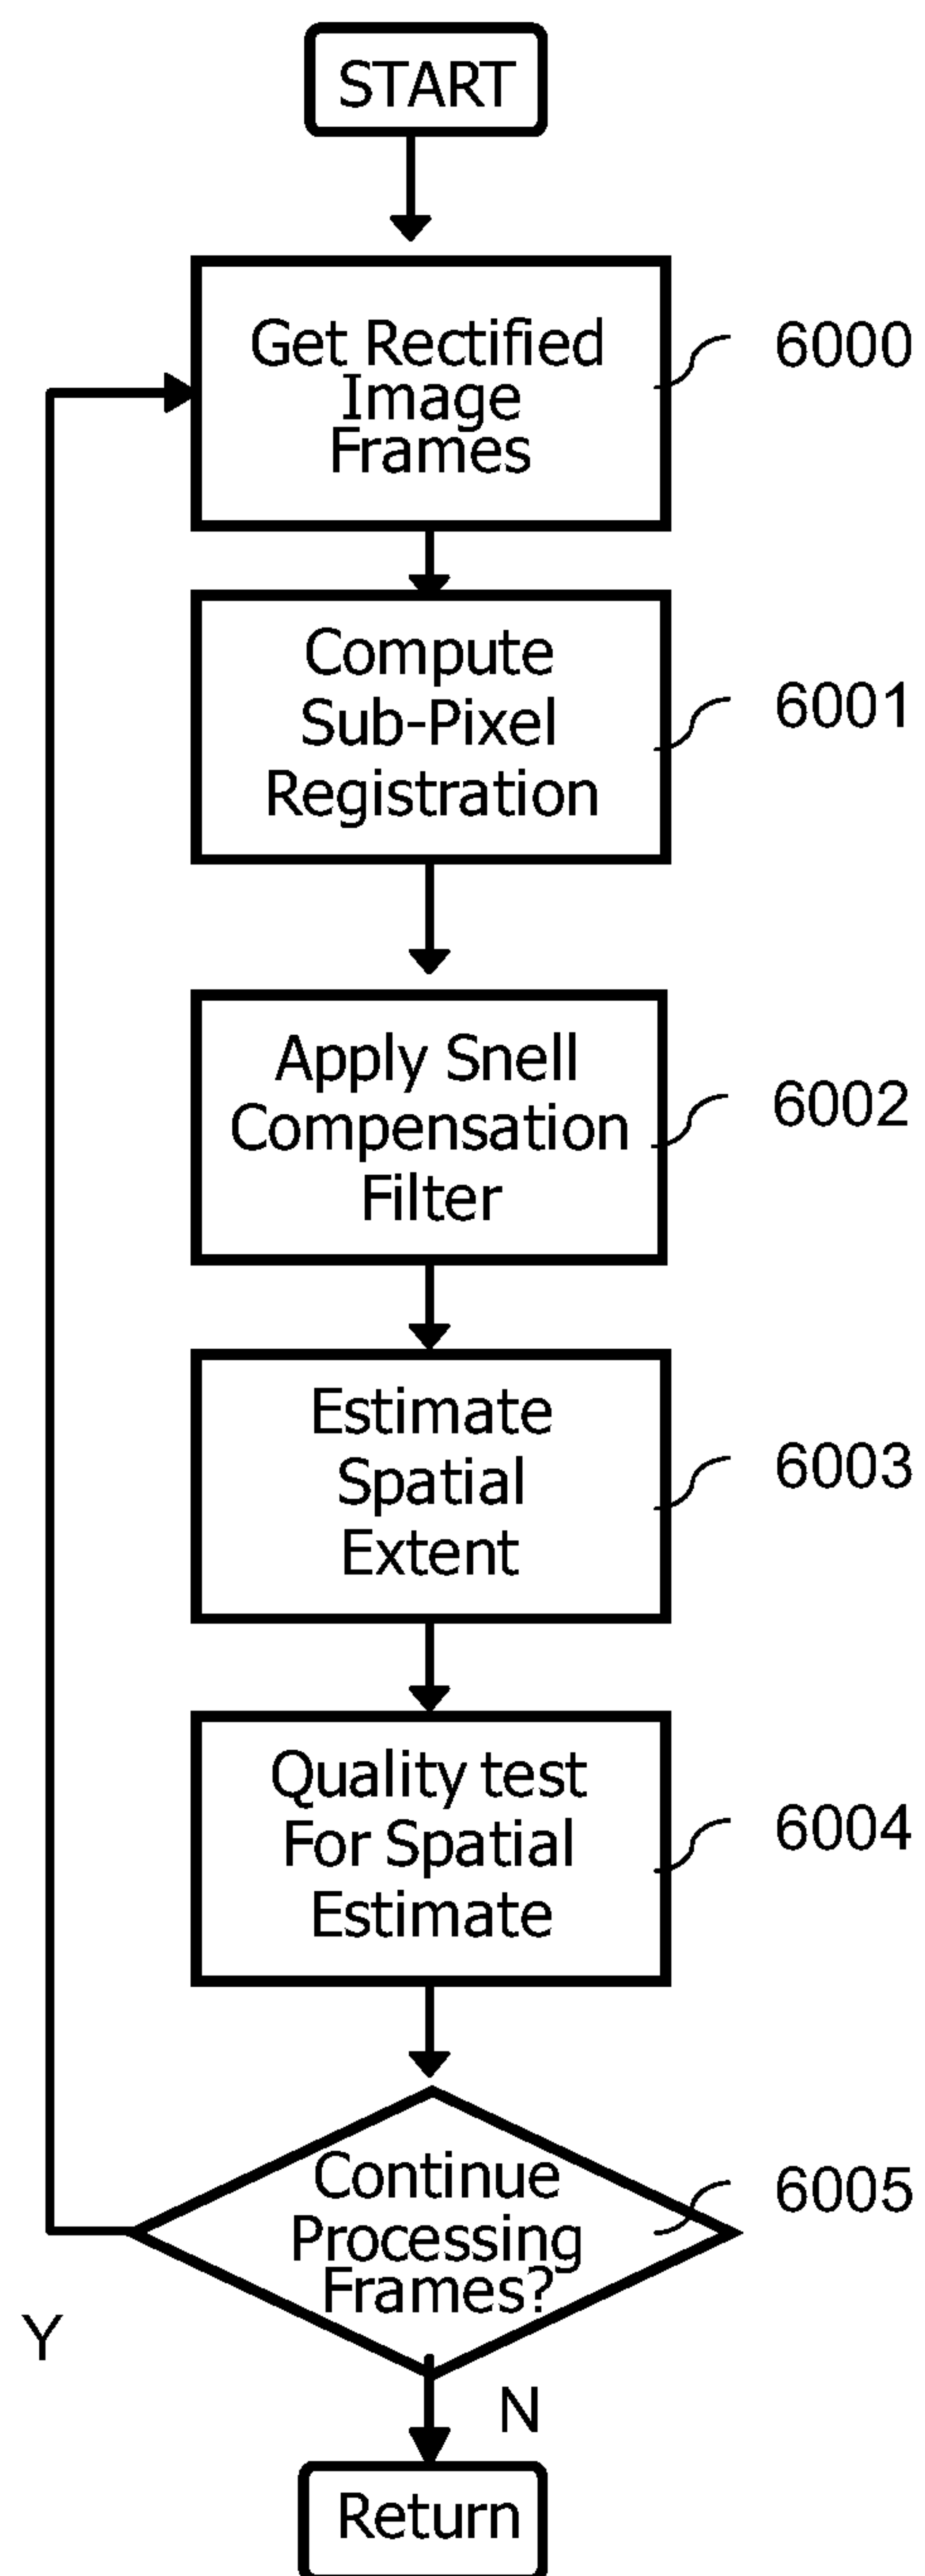 START
Get Rectified
Image
Frames
6000
Compute
Sub-Pixel
Registration
6001
Apply Snell
Compensation
Filter
6002
Estimate
Spatial
Extent
6003
Quality test
For Spatial
Estimate
6004
Continue
Processing
Frames?
6005
Y
N
Return